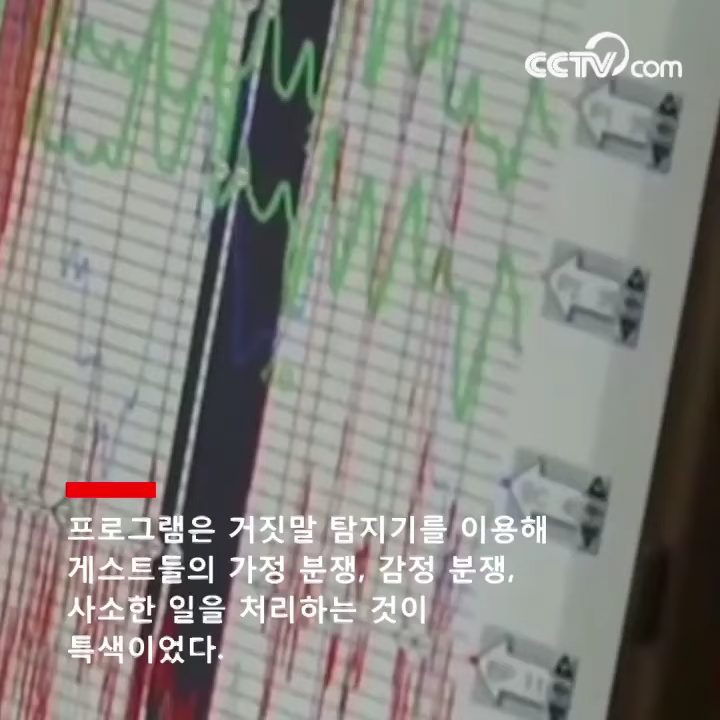 CCTV.com
프로그램은 거짓말 탐지기를 이용해
게스트들의 가정 분쟁, 감정 분쟁,
사소한 일을 처리하는 것이
특색이었다.